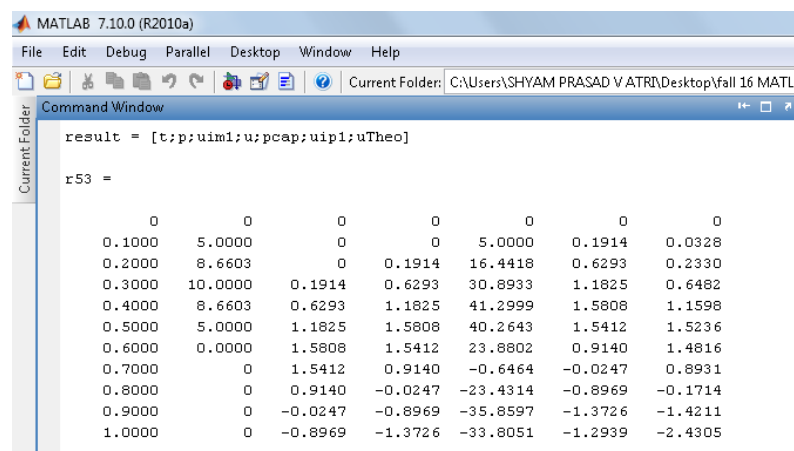 MATLAB 7.10.0 (R2010a)
File Edit Debug Parallel Desktop Window Help
Current Folder: C:\Users\SHYAM PRASAD V ATRI\Desktop\fall 16 MATL
Current Folder
Command Window
result = [t;p;uim1;u;pcap;uip1;uTheo]
r53 =
0 0 0 0 0 0 0
0.1000 5.0000 0 0 5.0000 0.1914 0.0328
0.2000 8.6603 0 0.1914 16.4418 0.6293 0.2330
0.3000 10.0000 0.1914 0.6293 30.8933 1.1825 0.6482
0.4000 8.6603 0.6293 1.1825 41.2999 1.5808 1.1598
0.5000 5.0000 1.1825 1.5808 40.2643 1.5412 1.5236
0.6000 0.0000 1.5808 1.5412 23.8802 0.9140 1.4816
0.7000 0 1.5412 0.9140 -0.6464 -0.0247 0.8931
0.8000 0 0.9140 -0.0247 -23.4314 -0.8969 -0.1714
0.9000 0 -0.0247 -0.8969 -35.8597 -1.3726 -1.4211
1.0000 0 -0.8969 -1.3726 -33.8051 -1.2939 -2.4305